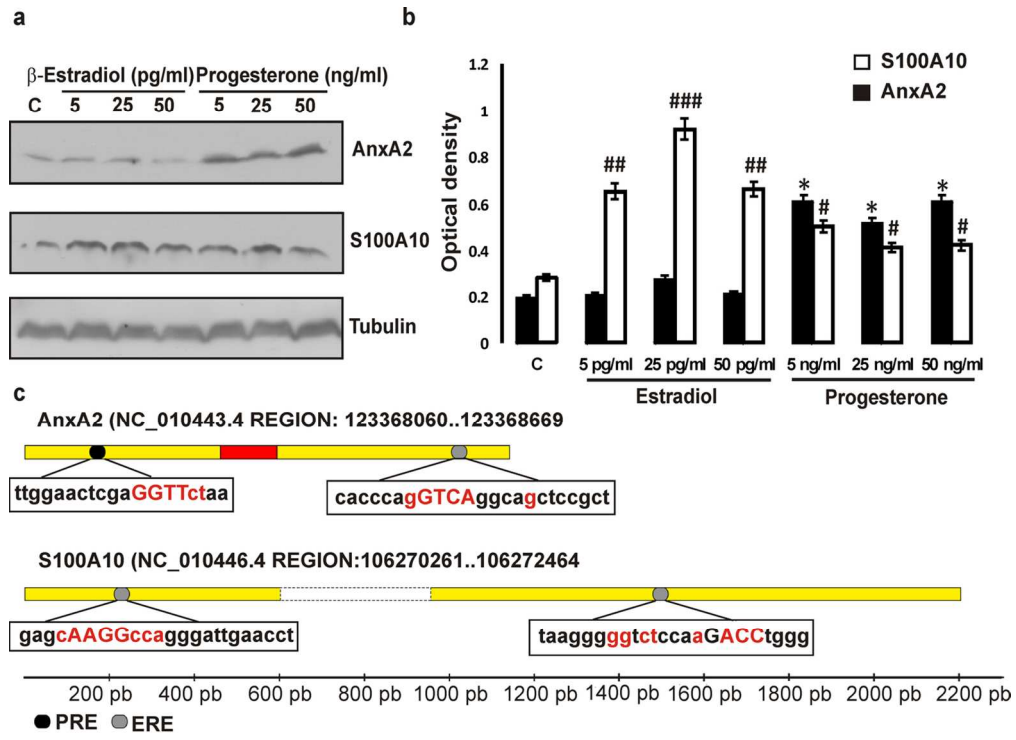 a
β-Estradiol (pg/ml) Progesterone (ng/ml)
C 5 25 50 5 25 50
AnxA2
S100A10
Tubulin
b
S100A10
AnxA2
Optical density
1.2
1
0.8
0.6
0.4
0.2
0
##
###
##
*
#
*
#
*
#
C 5 pg/ml 25 pg/ml 50 pg/ml 5 ng/ml 25 ng/ml 50 ng/ml
Estradiol Progesterone
c
AnxA2 (NC_010443.4 REGION: 123368060..123368669
ttggaactcgaGGTTctaa
cacccagGTCAggcagctccgct
S100A10 (NC_010446.4 REGION:106270261..106272464
gagcAAGGccagggattgaacct
taaggggggtctccaaGACCtggg
200 pb 400 pb 600 pb 800 pb 1000 pb 1200 pb 1400 pb 1600 pb 1800 pb 2000 pb 2200 pb
PRE ERE